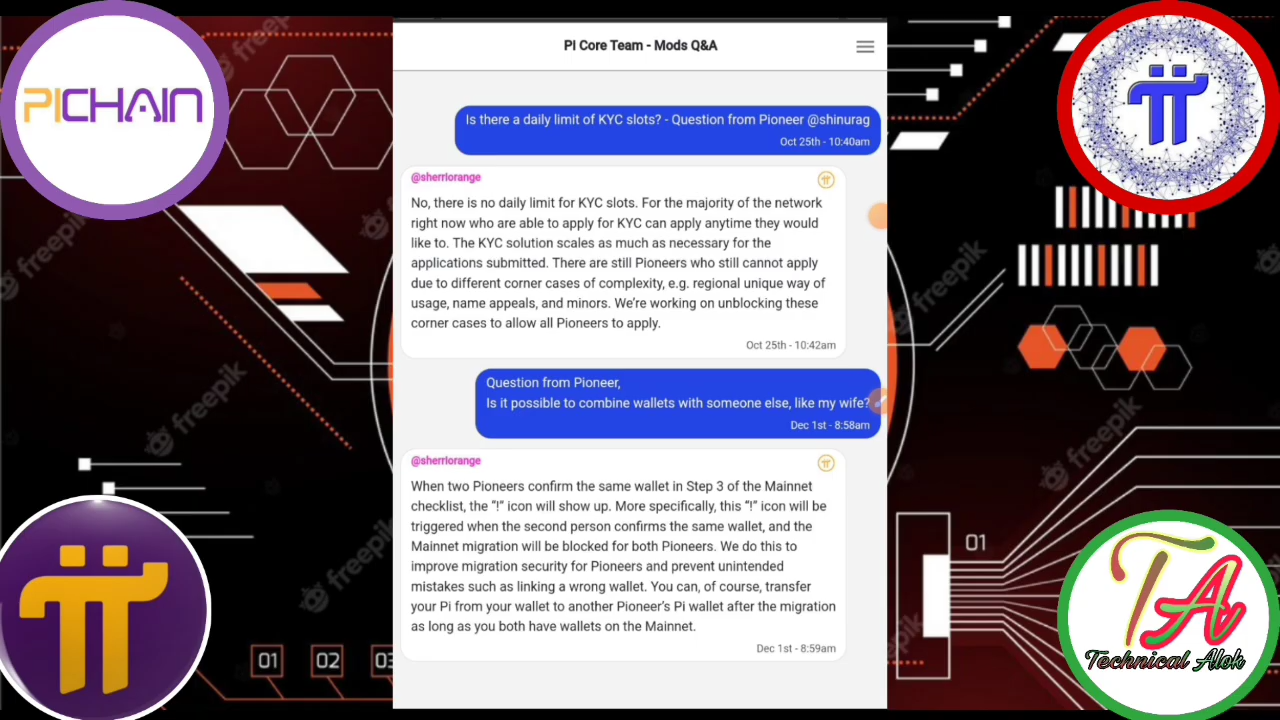 PICHAIN
PI Core Team - Mods Q&A
Is there a daily limit of KYC slots? - Question from Pioneer @shinurag
Oct 25th - 10:40am
@sherriorange
No, there is no daily limit for KYC slots. For the majority of the network
right now who are able to apply for KYC can apply anytime they would
like to. The KYC solution scales as much as necessary for the
applications submitted. There are still Pioneers who still cannot apply
due to different corner cases of complexity, e.g. regional unique way of
usage, name appeals, and minors. We’re working on unblocking these
corner cases to allow all Pioneers to apply.
Oct 25th - 10:42am
Question from Pioneer,
Is it possible to combine wallets with someone else, like my wife?
Dec 1st - 8:58am
@sherriorange
When two Pioneers confirm the same wallet in Step 3 of the Mainnet
checklist, the “!” icon will show up. More specifically, this “!” icon will be
triggered when the second person confirms the same wallet, and the
Mainnet migration will be blocked for both Pioneers. We do this to
improve migration security for Pioneers and prevent unintended
mistakes such as linking a wrong wallet. You can, of course, transfer
your Pi from your wallet to another Pioneer’s Pi wallet after the migration
as long as you both have wallets on the Mainnet.
Dec 1st - 8:59am
freepik
freepik
freepik
freepik
freepik
freepik
01
01
02
TA
Technical Alok